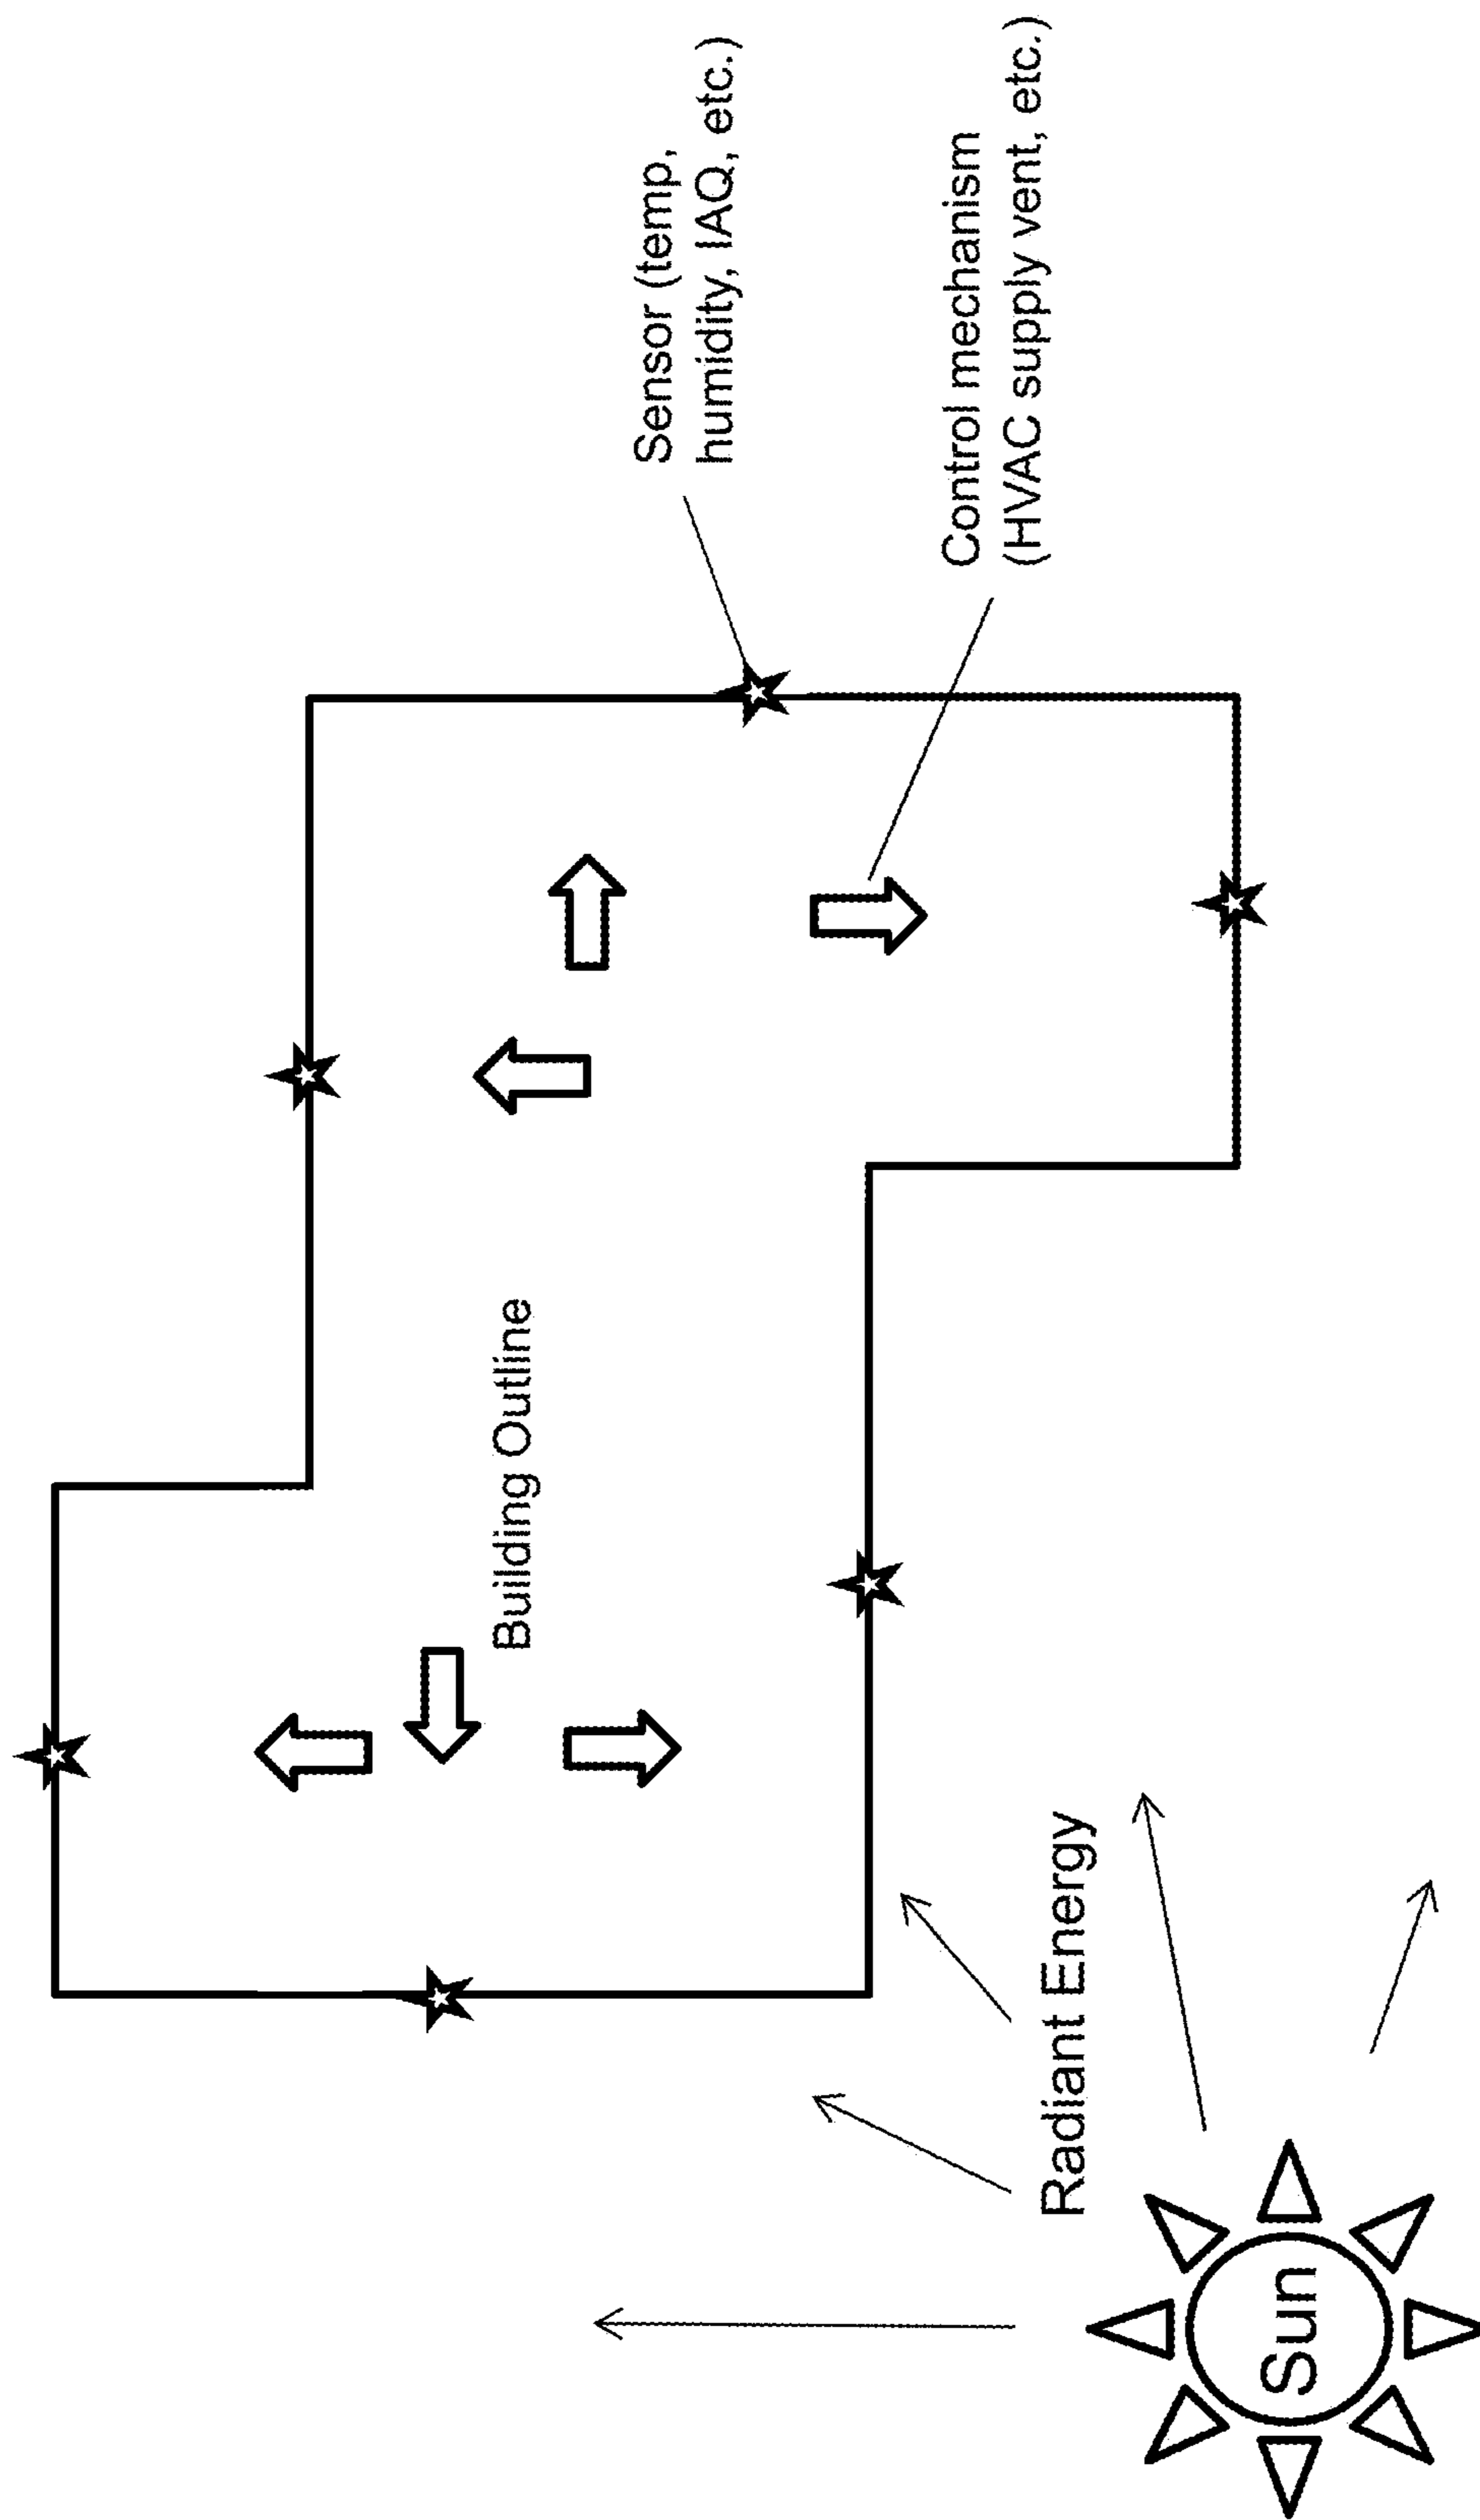 Sensor (temp,
humidity, IAQ, etc.)
Control mechanism
(HVAC supply vent, etc.)
Building Outline
Radiant Energy
Sun